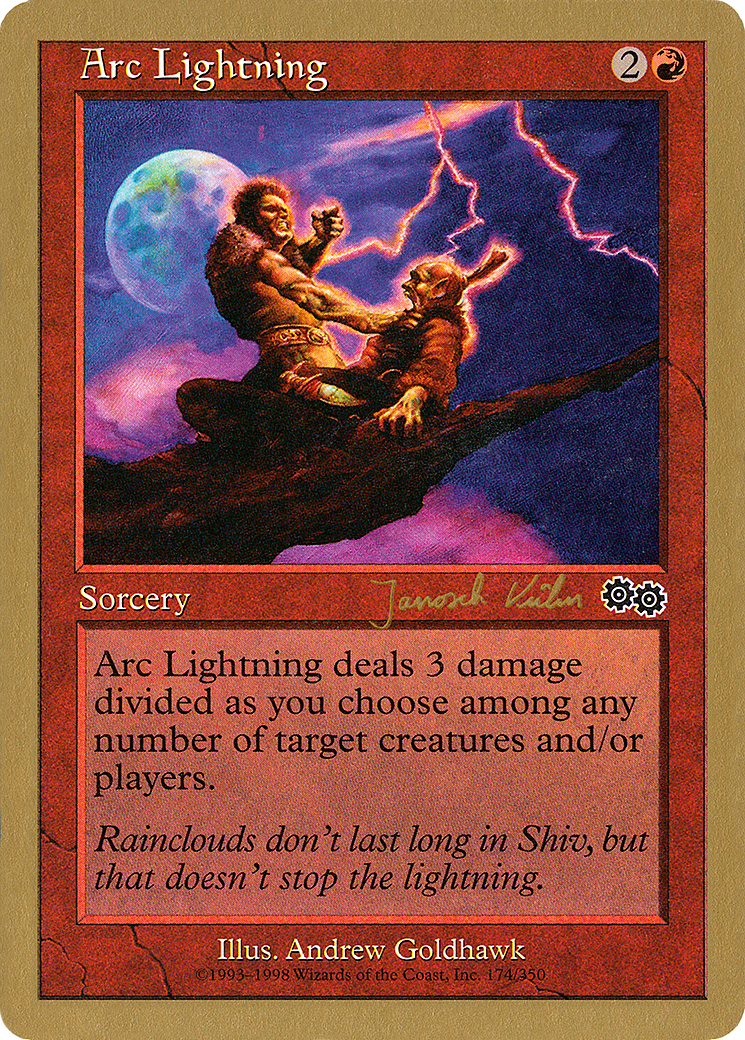 Arc Lightning 2
Sorcery Janosch Kühn
Arc Lightning deals 3 damage
divided as you choose among any
number of target creatures and/or
players.
Rainclouds don't last long in Shiv, but
that doesn't stop the lightning.
Illus. Andrew Goldhawk
©1993–1998 Wizards of the Coast, Inc. 174/350